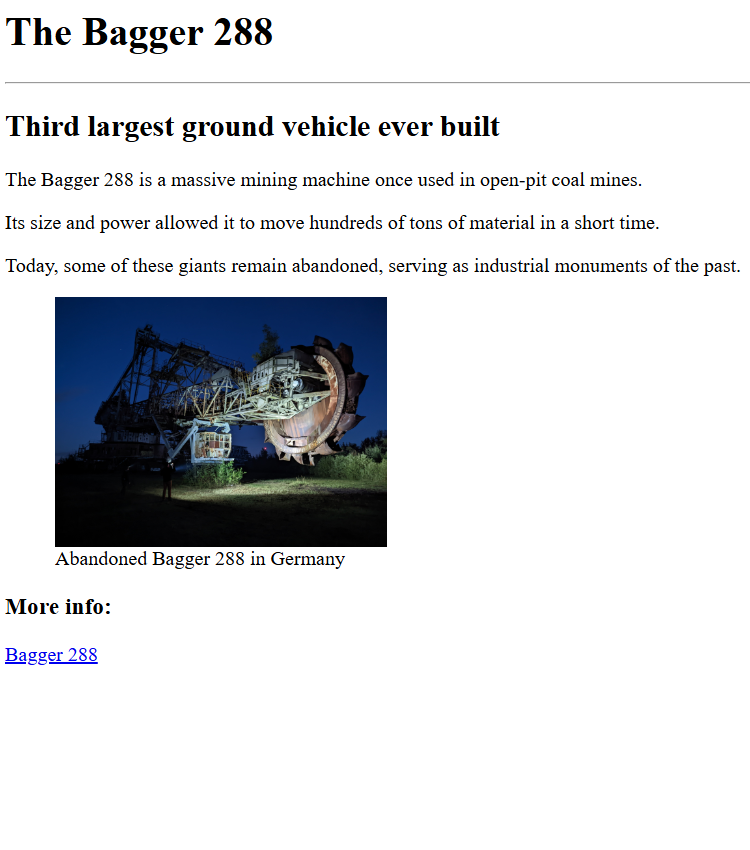 The Bagger 288
Third largest ground vehicle ever built
The Bagger 288 is a massive mining machine once used in open-pit coal mines.
Its size and power allowed it to move hundreds of tons of material in a short time.
Today, some of these giants remain abandoned, serving as industrial monuments of the past.
Abandoned Bagger 288 in Germany
More info:
Bagger 288